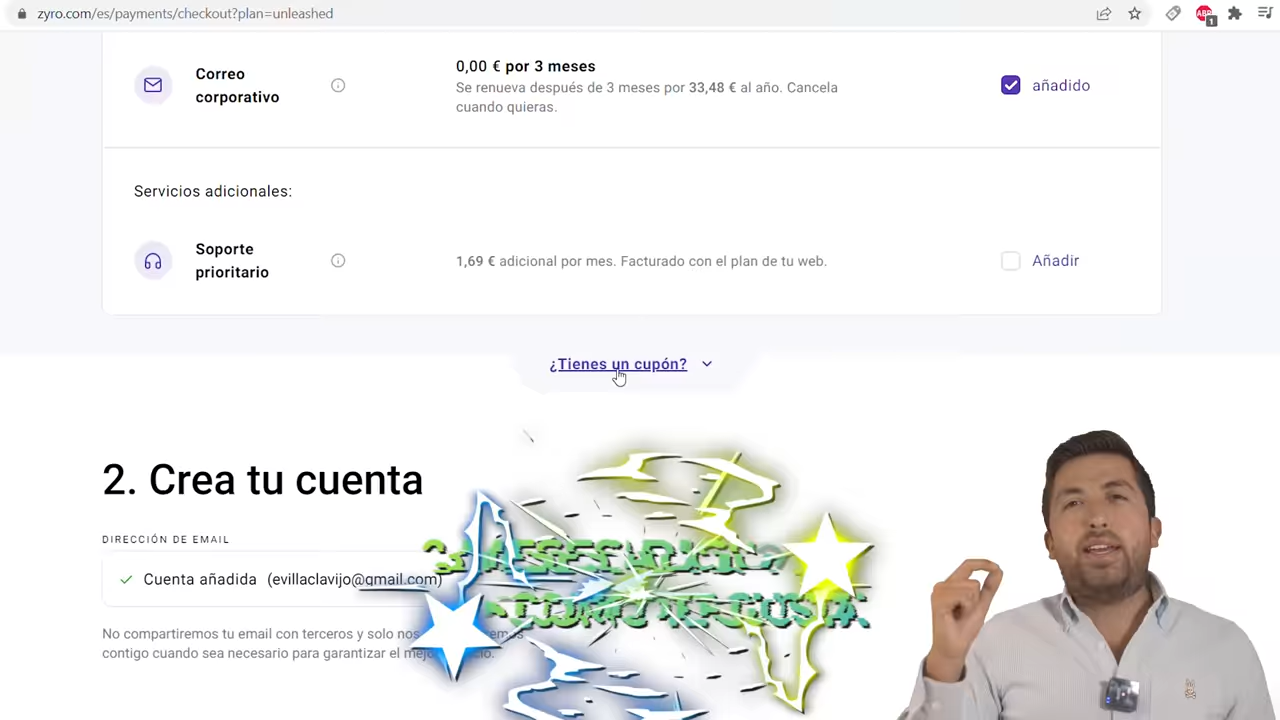 zyro.com/es/payments/checkout?plan=unleashed
ABP
1
Correo
corporativo
0,00 € por 3 meses
Se renueva después de 3 meses por 33,48 € al año. Cancela
cuando quieras.
añadido
Servicios adicionales:
Soporte
prioritario
1,69 € adicional por mes. Facturado con el plan de tu web.
Añadir
¿Tienes un cupón?
2. Crea tu cuenta
DIRECCIÓN DE EMAIL
Cuenta añadida (evillaclavijo@gmail.com)
No compartiremos tu email con terceros y solo nos
contigo cuando sea necesario para garantizar el